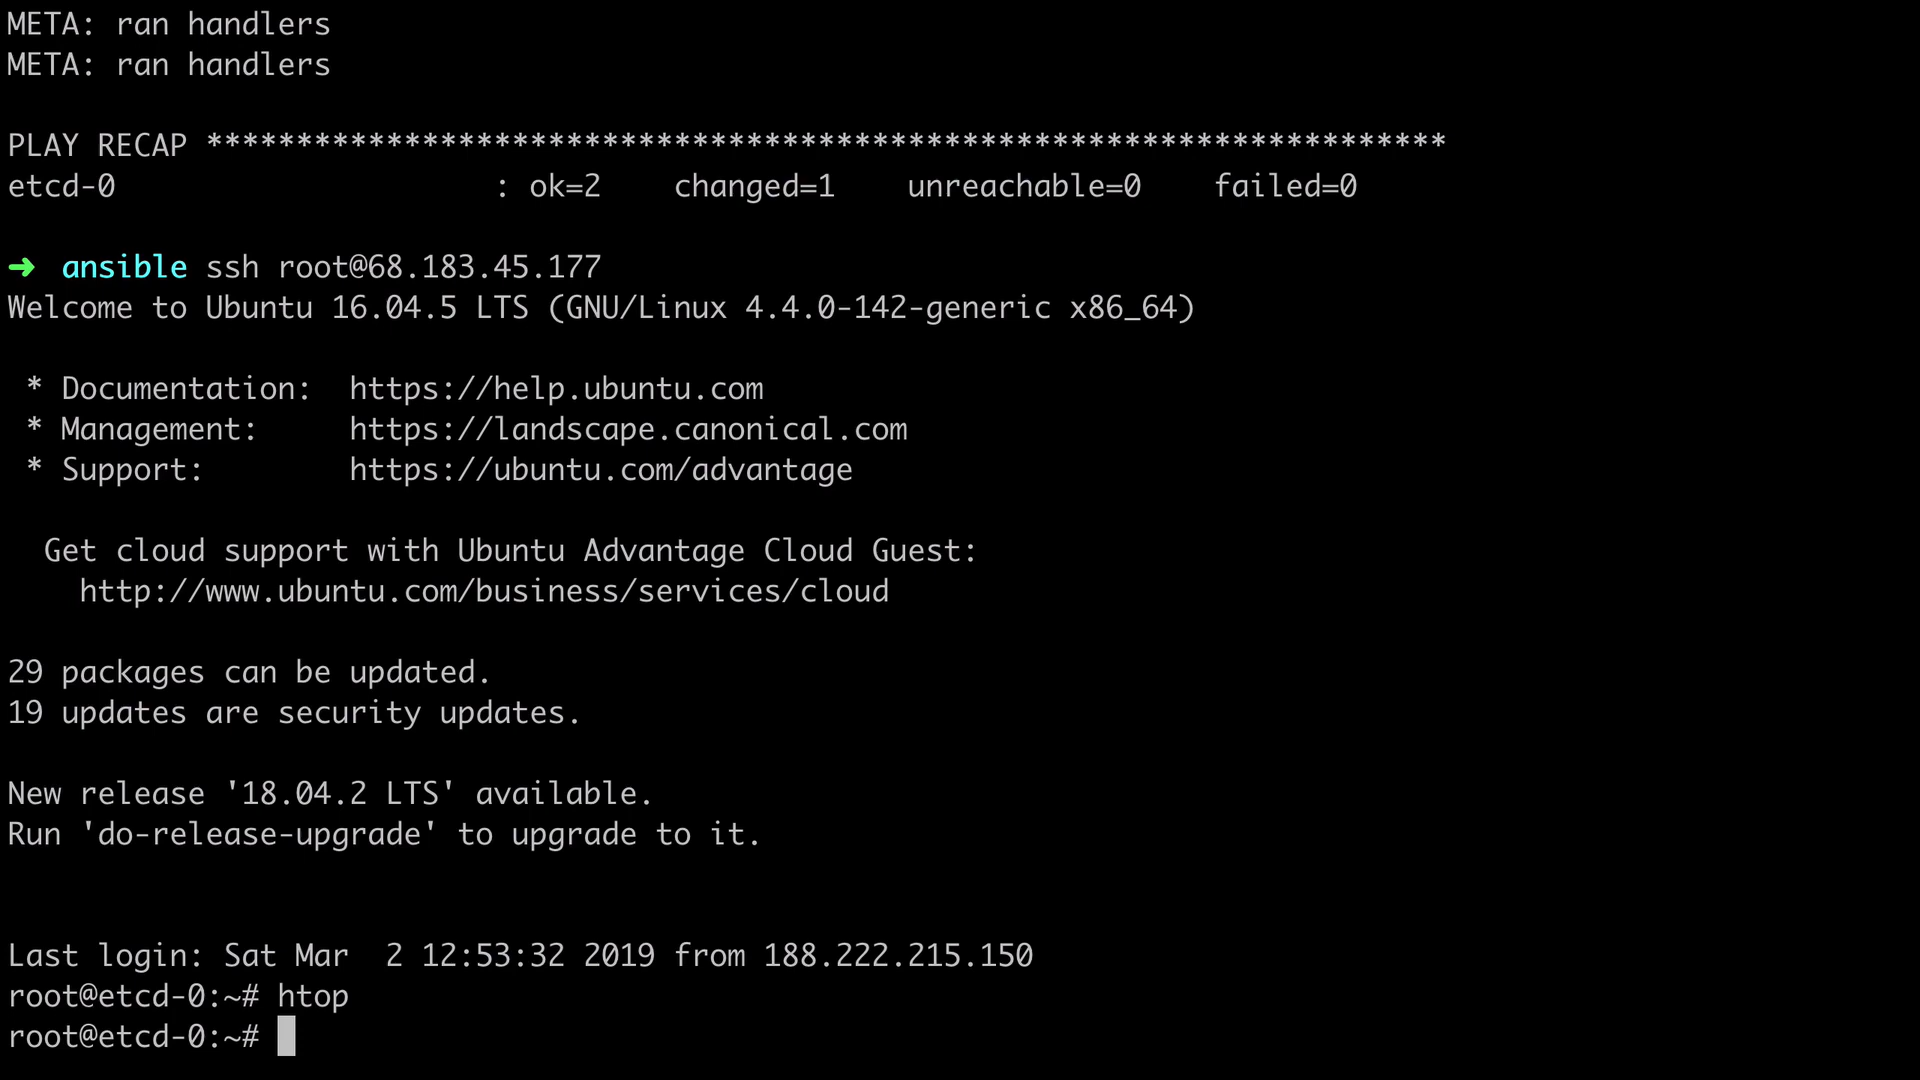 META: ran handlers
META: ran handlers
PLAY RECAP *********************************************************************
etcd-0                     : ok=2    changed=1    unreachable=0    failed=0
➜  ansible ssh root@68.183.45.177
Welcome to Ubuntu 16.04.5 LTS (GNU/Linux 4.4.0-142-generic x86_64)
 * Documentation:  https://help.ubuntu.com
 * Management:     https://landscape.canonical.com
 * Support:        https://ubuntu.com/advantage
  Get cloud support with Ubuntu Advantage Cloud Guest:
    http://www.ubuntu.com/business/services/cloud
29 packages can be updated.
19 updates are security updates.
New release '18.04.2 LTS' available.
Run 'do-release-upgrade' to upgrade to it.
Last login: Sat Mar  2 12:53:32 2019 from 188.222.215.150
root@etcd-0:~# htop
root@etcd-0:~#